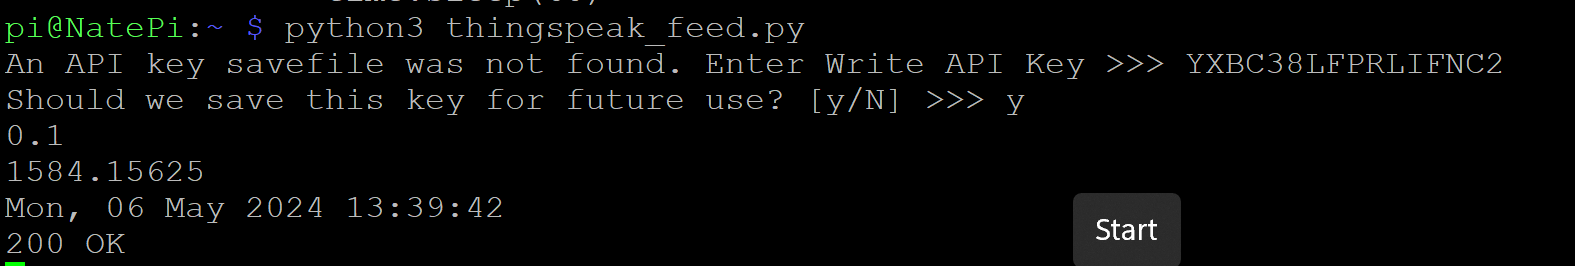 pi@NatePi:~ $ python3 thingspeak_feed.py
An API key savefile was not found. Enter Write API Key >>> YXBC38LFPRLIFNC2
Should we save this key for future use? [y/N] >>> y
0.1
1584.15625
Mon, 06 May 2024 13:39:42
Start
200 OK